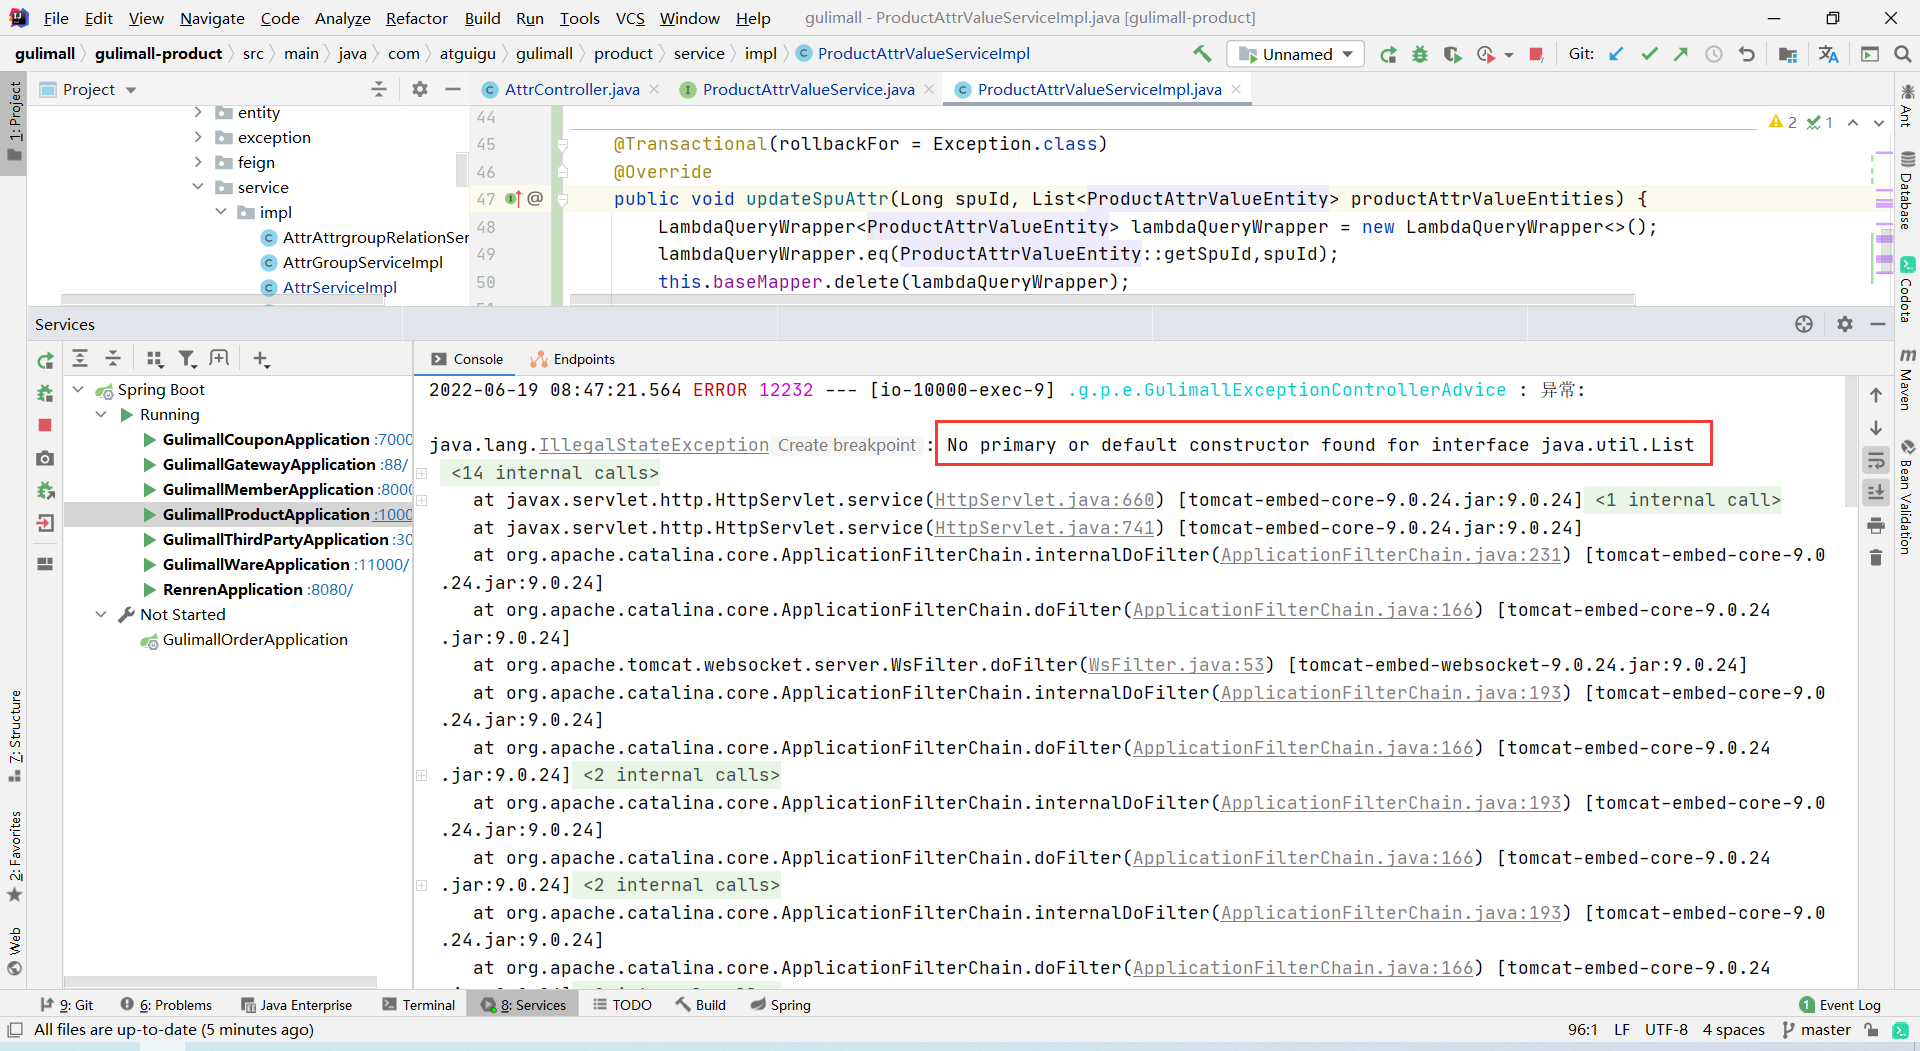 File Edit View Navigate Code Analyze Refactor Build Run Tools VCS Window Help gulimall - ProductAttrValueServiceImpl.java [gulimall-product]
gulimall gulimall-product src main java com atguigu gulimall product service impl ProductAttrValueServiceImpl Unnamed Git:
1: Project
Project
entity
exception
feign
service
impl
AttrAttrgroupRelationSer
AttrGroupServiceImpl
AttrServiceImpl
AttrController.java ProductAttrValueService.java ProductAttrValueServiceImpl.java
2 1
44
45 @Transactional(rollbackFor = Exception.class)
46 @Override
47 public void updateSpuAttr(Long spuId, List<ProductAttrValueEntity> productAttrValueEntities) {
48 LambdaQueryWrapper<ProductAttrValueEntity> lambdaQueryWrapper = new LambdaQueryWrapper<>();
49 lambdaQueryWrapper.eq(ProductAttrValueEntity::getSpuId,spuId);
50 this.baseMapper.delete(lambdaQueryWrapper);
Ant
Database
Codota
Maven
Bean Validation
Services
Spring Boot
Running
GulimallCouponApplication :7000
GulimallGatewayApplication :88/
GulimallMemberApplication :8000
GulimallProductApplication :1000
GulimallThirdPartyApplication :30
GulimallWareApplication :11000/
RenrenApplication :8080/
Not Started
GulimallOrderApplication
Console Endpoints
2022-06-19 08:47:21.564 ERROR 12232 --- [io-10000-exec-9] .g.p.e.GulimallExceptionControllerAdvice : 异常:
java.lang.IllegalStateException Create breakpoint : No primary or default constructor found for interface java.util.List
<14 internal calls>
at javax.servlet.http.HttpServlet.service(HttpServlet.java:660) [tomcat-embed-core-9.0.24.jar:9.0.24] <1 internal call>
at javax.servlet.http.HttpServlet.service(HttpServlet.java:741) [tomcat-embed-core-9.0.24.jar:9.0.24]
at org.apache.catalina.core.ApplicationFilterChain.internalDoFilter(ApplicationFilterChain.java:231) [tomcat-embed-core-9.0
.24.jar:9.0.24]
at org.apache.catalina.core.ApplicationFilterChain.doFilter(ApplicationFilterChain.java:166) [tomcat-embed-core-9.0.24
.jar:9.0.24]
at org.apache.tomcat.websocket.server.WsFilter.doFilter(WsFilter.java:53) [tomcat-embed-websocket-9.0.24.jar:9.0.24]
at org.apache.catalina.core.ApplicationFilterChain.internalDoFilter(ApplicationFilterChain.java:193) [tomcat-embed-core-9.0
.24.jar:9.0.24]
at org.apache.catalina.core.ApplicationFilterChain.doFilter(ApplicationFilterChain.java:166) [tomcat-embed-core-9.0.24
.jar:9.0.24] <2 internal calls>
at org.apache.catalina.core.ApplicationFilterChain.internalDoFilter(ApplicationFilterChain.java:193) [tomcat-embed-core-9.0
.24.jar:9.0.24]
at org.apache.catalina.core.ApplicationFilterChain.doFilter(ApplicationFilterChain.java:166) [tomcat-embed-core-9.0.24
.jar:9.0.24] <2 internal calls>
at org.apache.catalina.core.ApplicationFilterChain.internalDoFilter(ApplicationFilterChain.java:193) [tomcat-embed-core-9.0
.24.jar:9.0.24]
at org.apache.catalina.core.ApplicationFilterChain.doFilter(ApplicationFilterChain.java:166) [tomcat-embed-core-9.0.24
7: Structure
2: Favorites
Web
9: Git 6: Problems Java Enterprise Terminal 8: Services TODO Build Spring 1 Event Log
All files are up-to-date (5 minutes ago) 96:1 LF UTF-8 4 spaces master